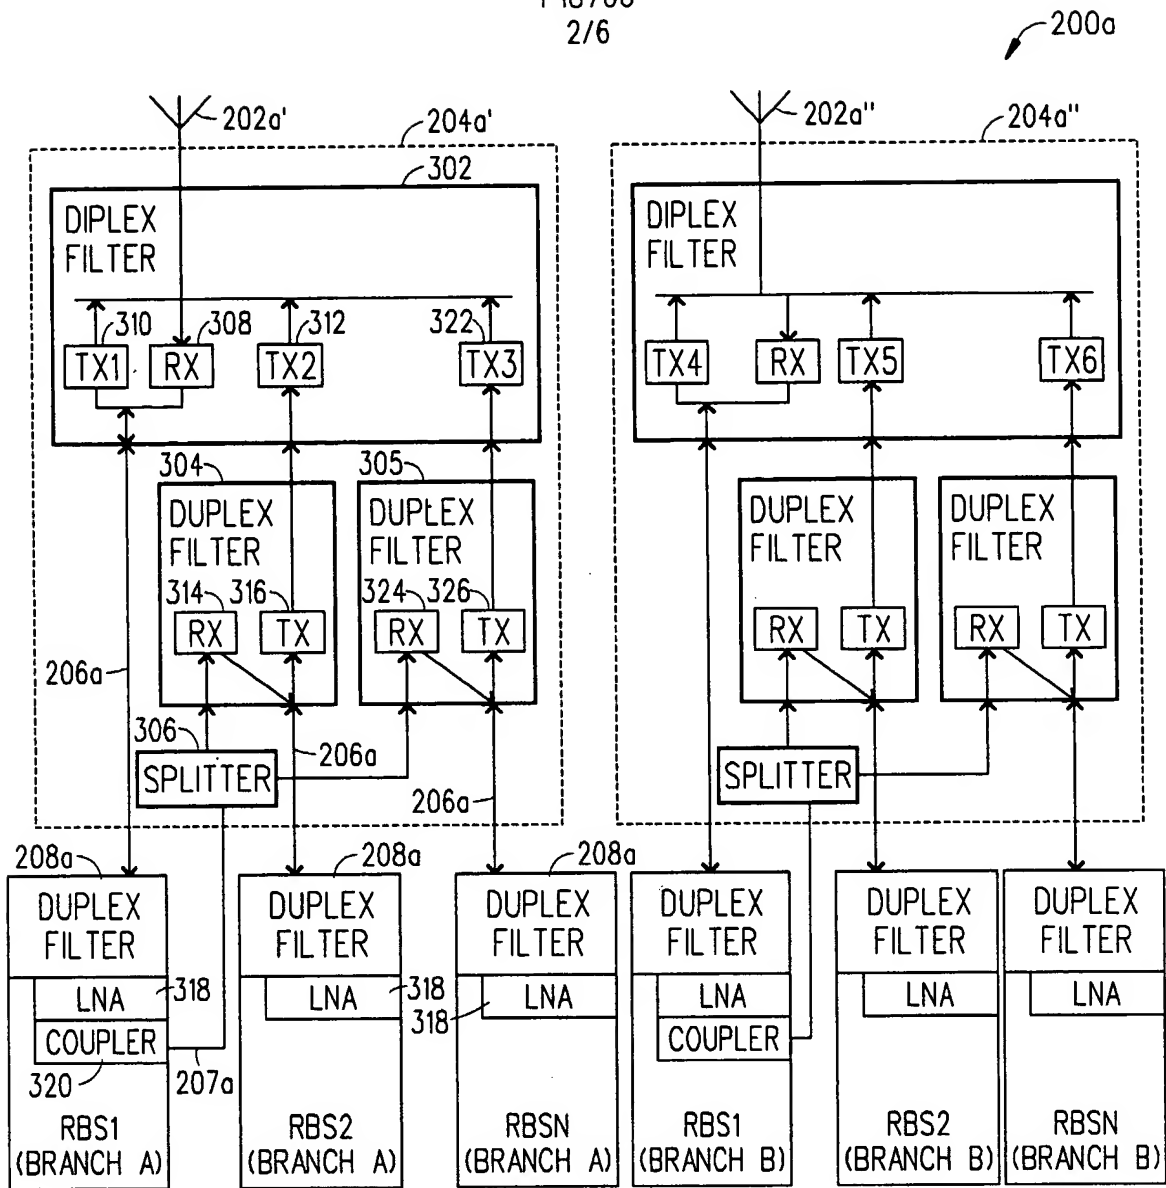 2/6
200a
202a'
204a'
202a"
204a"
302
DIPLEX
FILTER
DIPLEX
FILTER
310
308
312
322
TX1
RX
TX2
TX3
TX4
RX
TX5
TX6
304
305
DUPLEX
FILTER
DUPLEX
FILTER
DUPLEX
FILTER
DUPLEX
FILTER
314
316
324
326
RX
TX
RX
TX
RX
TX
RX
TX
206a
306
206a
SPLITTER
206a
SPLITTER
208a
208a
208a
DUPLEX
FILTER
DUPLEX
FILTER
DUPLEX
FILTER
DUPLEX
FILTER
DUPLEX
FILTER
DUPLEX
FILTER
LNA
318
LNA
318
318
LNA
LNA
LNA
LNA
COUPLER
COUPLER
320
207a
RBS1
(BRANCH A)
RBS2
(BRANCH A)
RBSN
(BRANCH A)
RBS1
(BRANCH B)
RBS2
(BRANCH B)
RBSN
(BRANCH B)